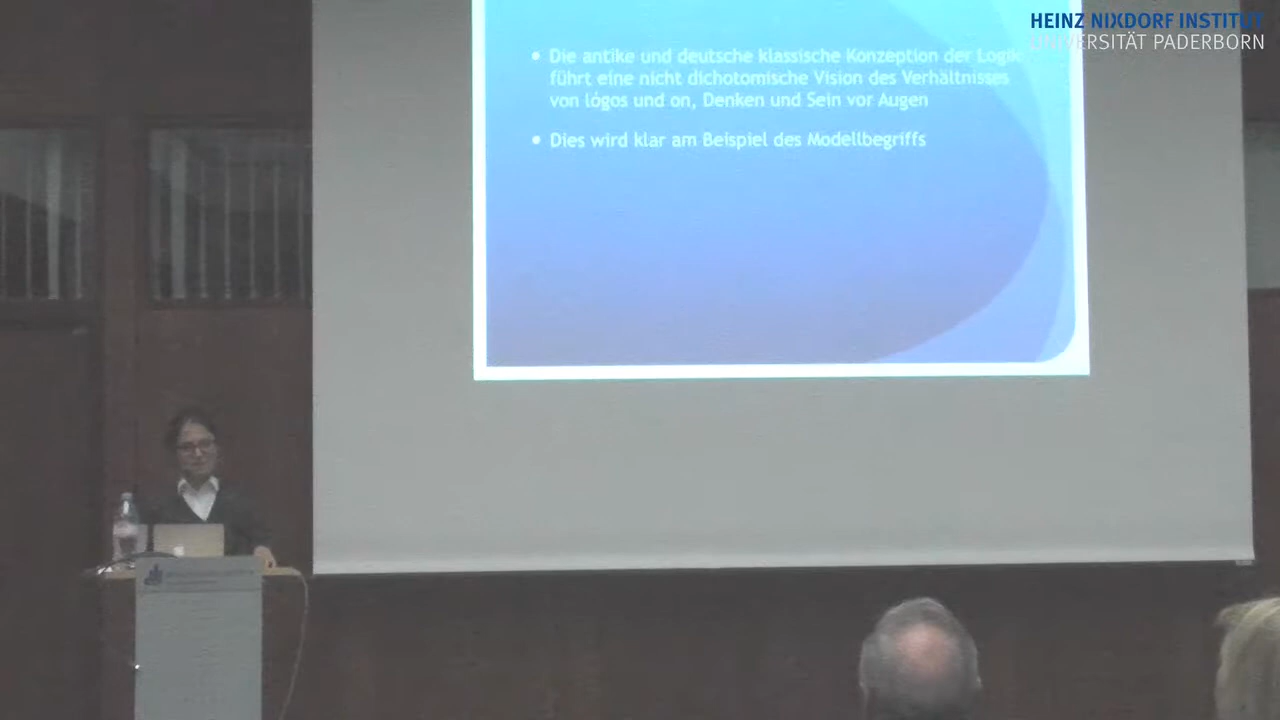 HEINZ NIXDORF INSTITUT
UNIVERSITÄT PADERBORN
Die antike und deutsche klassische Konzeption der Logik
führt eine nicht dichotomische Vision des Verhältnisses
von lógos und on, Denken und Sein vor Augen
Dies wird klar am Beispiel des Modellbegriffs